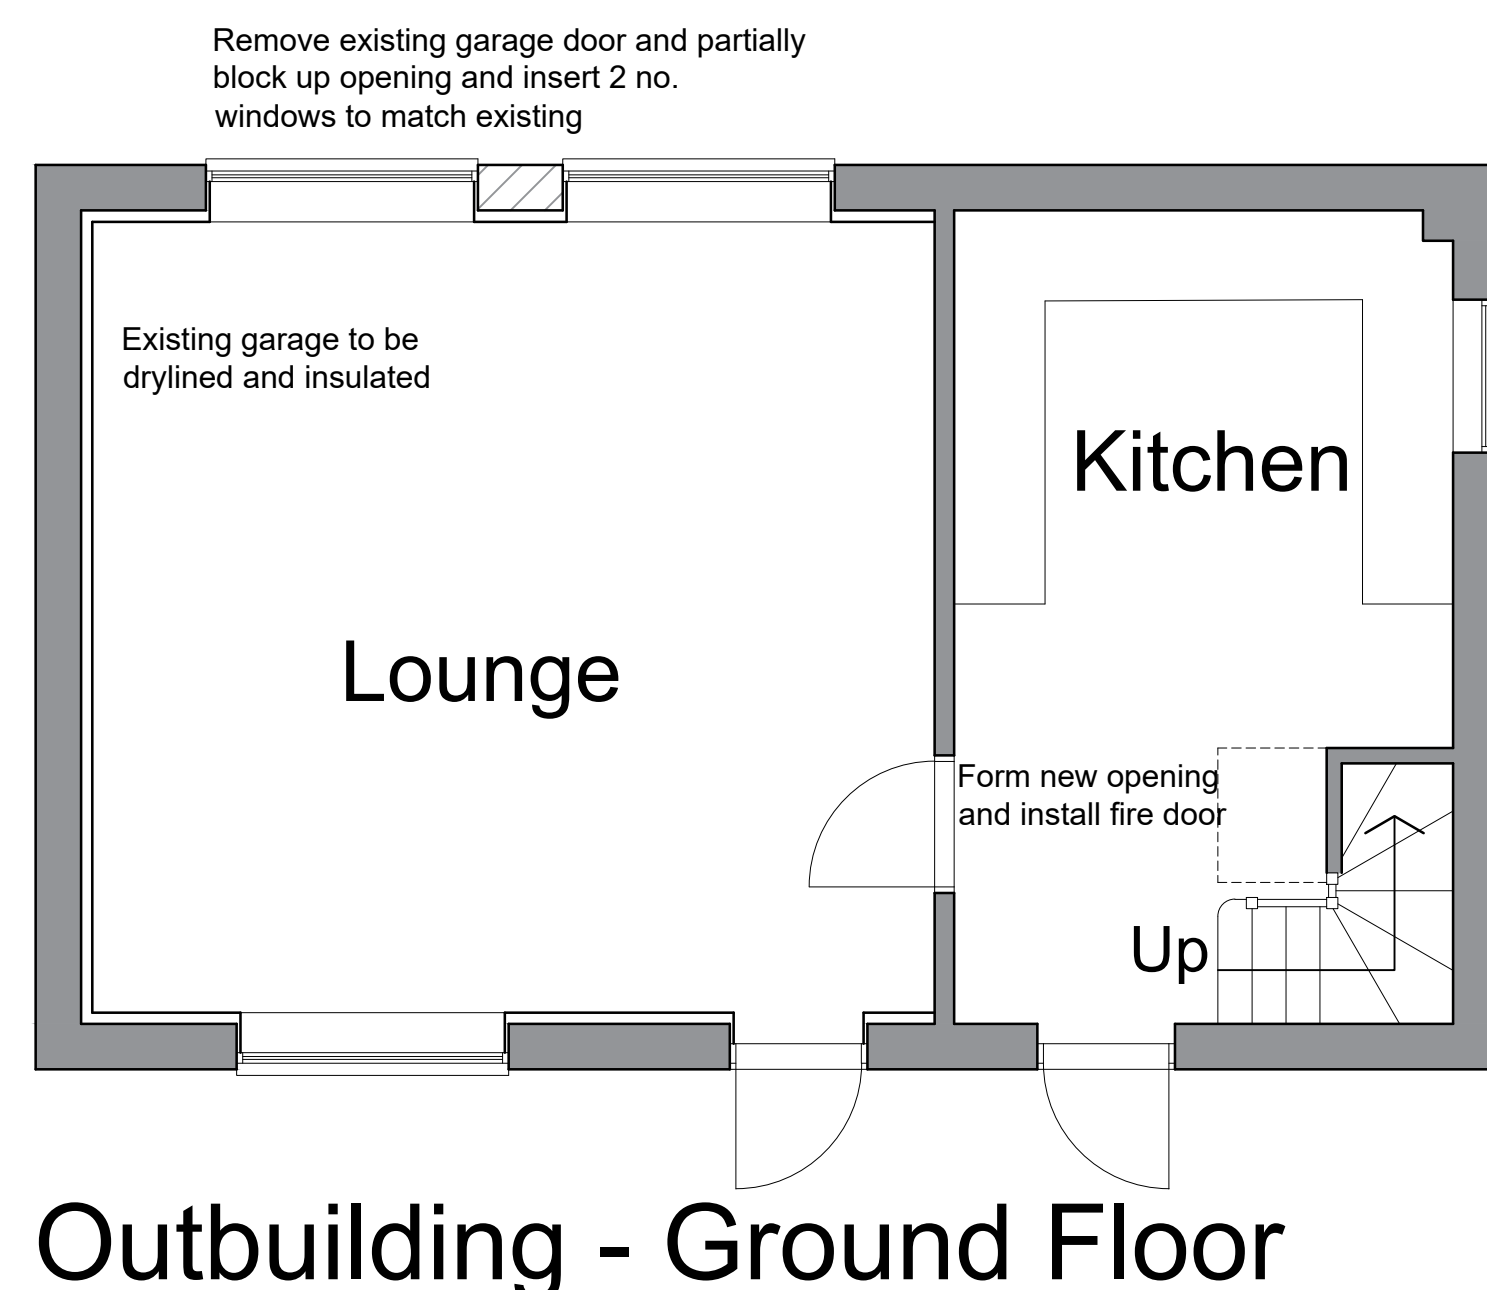 Remove existing garage door and partially
block up opening and insert 2 no.
windows to match existing
Existing garage to be
drylined and insulated
Kitchen
Lounge
Form new opening
and install fire door
Up
Outbuilding - Ground Floor